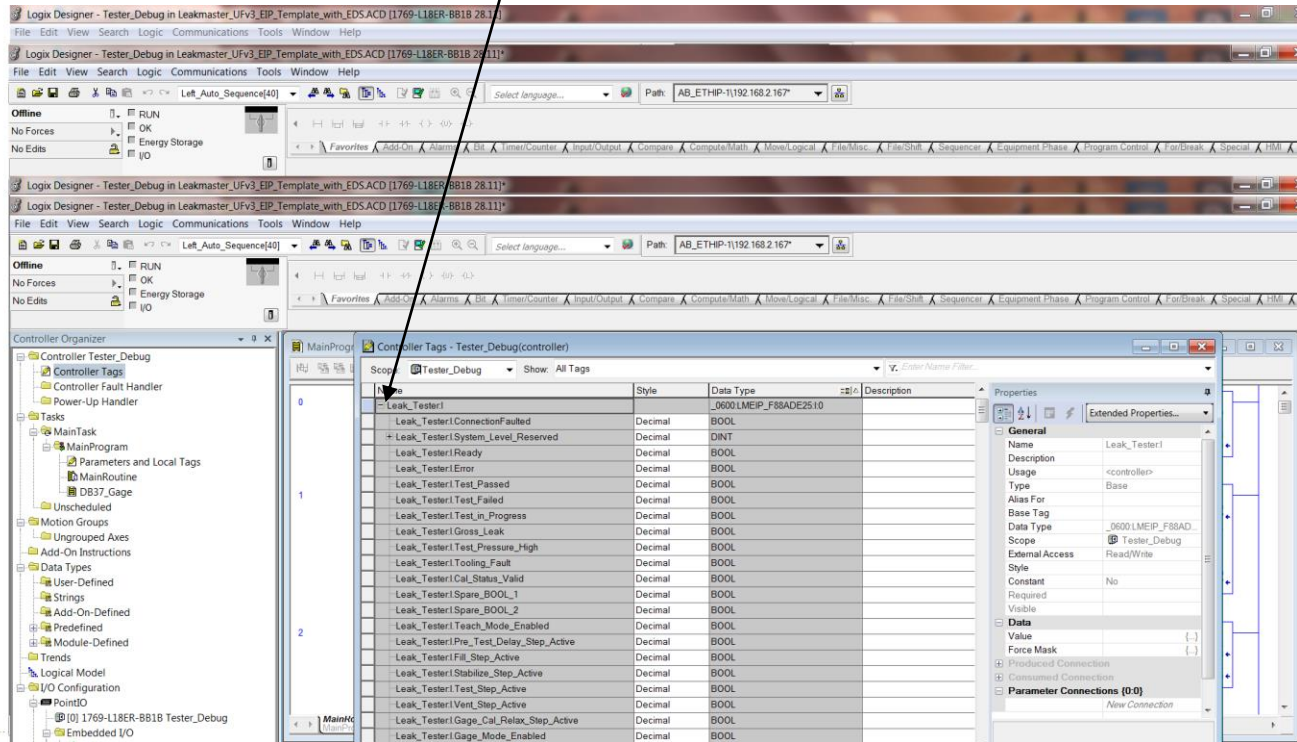 Logix Designer - Tester_Debug in Leakmaster_UFv3_EIP_Template_with_EDS.ACD [1769-L18ER-BB1B 28.11]
File Edit View Search Logic Communications Tools Window Help
Logix Designer - Tester_Debug in Leakmaster_UFv3_EIP_Template_with_EDS.ACD [1769-L18ER-BB1B 28.11]*
File Edit View Search Logic Communications Tools Window Help
Left_Auto_Sequence[40] Select language... Path: AB_ETHIP-1\192.168.2.167*
Offline RUN
No Forces OK
Energy Storage
No Edits I/O
Favorites Add-On Alarms Bit Timer/Counter Input/Output Compare Compute/Math Move/Logical File/Misc. File/Shift Sequencer Equipment Phase Program Control For/Break Special HMI
Logix Designer - Tester_Debug in Leakmaster_UFv3_EIP_Template_with_EDS.ACD [1769-L18ER-BB1B 28.11]*
Logix Designer - Tester_Debug in Leakmaster_UFv3_EIP_Template_with_EDS.ACD [1769-L18ER-BB1B 28.11]*
File Edit View Search Logic Communications Tools Window Help
Left_Auto_Sequence[40] Select language... Path: AB_ETHIP-1\192.168.2.167*
Offline RUN
No Forces OK
Energy Storage
No Edits I/O
Favorites Add-On Alarms Bit Timer/Counter Input/Output Compare Compute/Math Move/Logical File/Misc. File/Shift Sequencer Equipment Phase Program Control For/Break Special HMI
Controller Organizer
Controller Tester_Debug
Controller Tags
Controller Fault Handler
Power-Up Handler
Tasks
MainTask
MainProgram
Parameters and Local Tags
MainRoutine
DB37_Gage
Unscheduled
Motion Groups
Ungrouped Axes
Add-On Instructions
Data Types
User-Defined
Strings
Add-On-Defined
Predefined
Module-Defined
Trends
Logical Model
I/O Configuration
PointIO
[0] 1769-L18ER-BB1B Tester_Debug
Embedded I/O
MainProgr
0
1
2
MainRo
MainPr
Controller Tags - Tester_Debug(controller)
Scope: Tester_Debug Show: All Tags Enter Name Filter...
Name Style Data Type Description
Leak_Tester:I _0600:LMEIP_F88ADE25:I:0
Leak_Tester:I.ConnectionFaulted Decimal BOOL
Leak_Tester:I.System_Level_Reserved Decimal DINT
Leak_Tester:I.Ready Decimal BOOL
Leak_Tester:I.Error Decimal BOOL
Leak_Tester:I.Test_Passed Decimal BOOL
Leak_Tester:I.Test_Failed Decimal BOOL
Leak_Tester:I.Test_in_Progress Decimal BOOL
Leak_Tester:I.Gross_Leak Decimal BOOL
Leak_Tester:I.Test_Pressure_High Decimal BOOL
Leak_Tester:I.Tooling_Fault Decimal BOOL
Leak_Tester:I.Cal_Status_Valid Decimal BOOL
Leak_Tester:I.Spare_BOOL_1 Decimal BOOL
Leak_Tester:I.Spare_BOOL_2 Decimal BOOL
Leak_Tester:I.Teach_Mode_Enabled Decimal BOOL
Leak_Tester:I.Pre_Test_Delay_Step_Active Decimal BOOL
Leak_Tester:I.Fill_Step_Active Decimal BOOL
Leak_Tester:I.Stabilize_Step_Active Decimal BOOL
Leak_Tester:I.Test_Step_Active Decimal BOOL
Leak_Tester:I.Vent_Step_Active Decimal BOOL
Leak_Tester:I.Gage_Cal_Relax_Step_Active Decimal BOOL
Leak_Tester:I.Gage_Mode_Enabled Decimal BOOL
Properties
Extended Properties...
General
Name Leak_Tester:I
Description
Usage <controller>
Type Base
Alias For
Base Tag
Data Type _0600:LMEIP_F88AD...
Scope Tester_Debug
External Access Read/Write
Style
Constant No
Required
Visible
Data
Value {...}
Force Mask {...}
Produced Connection
Consumed Connection
Parameter Connections {0:0}
New Connection